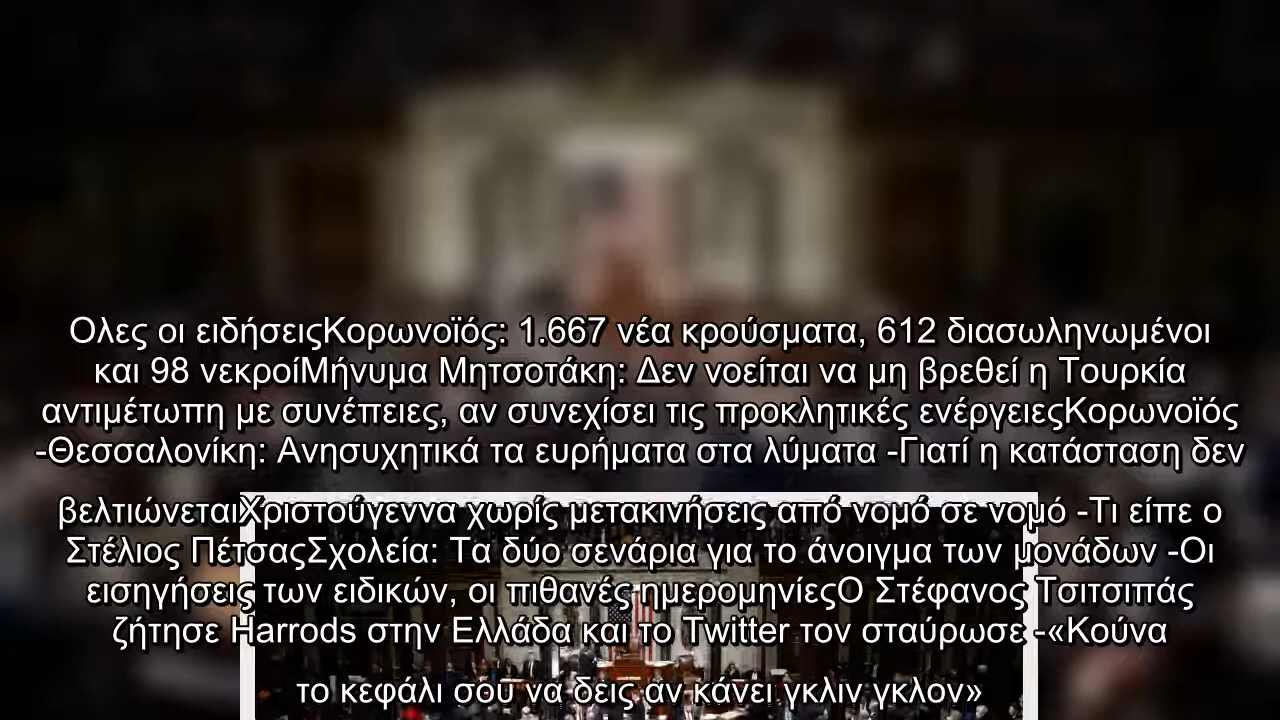 Ολες οι ειδήσειςΚορωνοϊός: 1.667 νέα κρούσματα, 612 διασωληνωμένοι
και 98 νεκροίΜήνυμα Μητσοτάκη: Δεν νοείται να μη βρεθεί η Τουρκία
αντιμέτωπη με συνέπειες, αν συνεχίσει τις προκλητικές ενέργειεςΚορωνοϊός
-Θεσσαλονίκη: Ανησυχητικά τα ευρήματα στα λύματα -Γιατί η κατάσταση δεν
βελτιώνεταιΧριστούγεννα χωρίς μετακινήσεις από νομό σε νομό -Τι είπε ο
Στέλιος ΠέτσαςΣχολεία: Τα δύο σενάρια για το άνοιγμα των μονάδων -Οι
εισηγήσεις των ειδικών, οι πιθανές ημερομηνίεςΟ Στέφανος Τσιτσιπάς
ζήτησε Harrods στην Ελλάδα και το Twitter τον σταύρωσε -«Κούνα
το κεφάλι σου να δεις αν κάνει γκλιν γκλον»